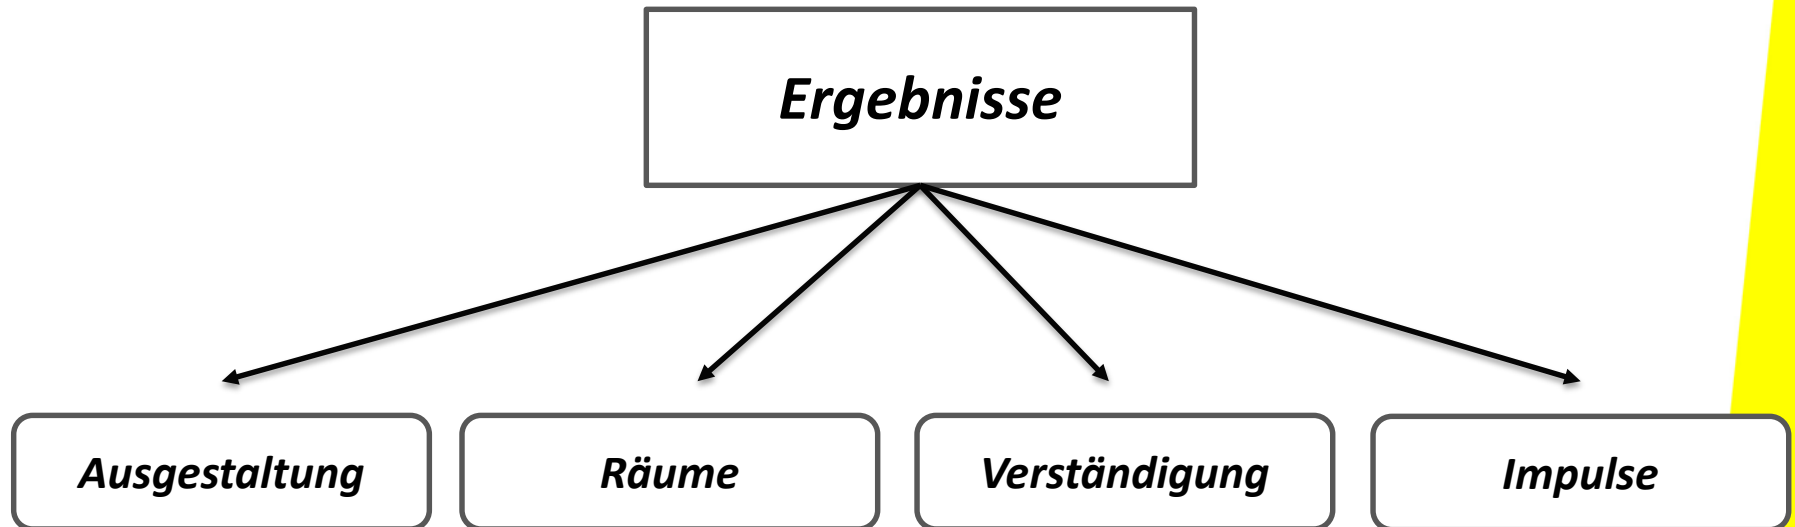 Ergebnisse
Ausgestaltung
Räume
Verständigung
Impulse